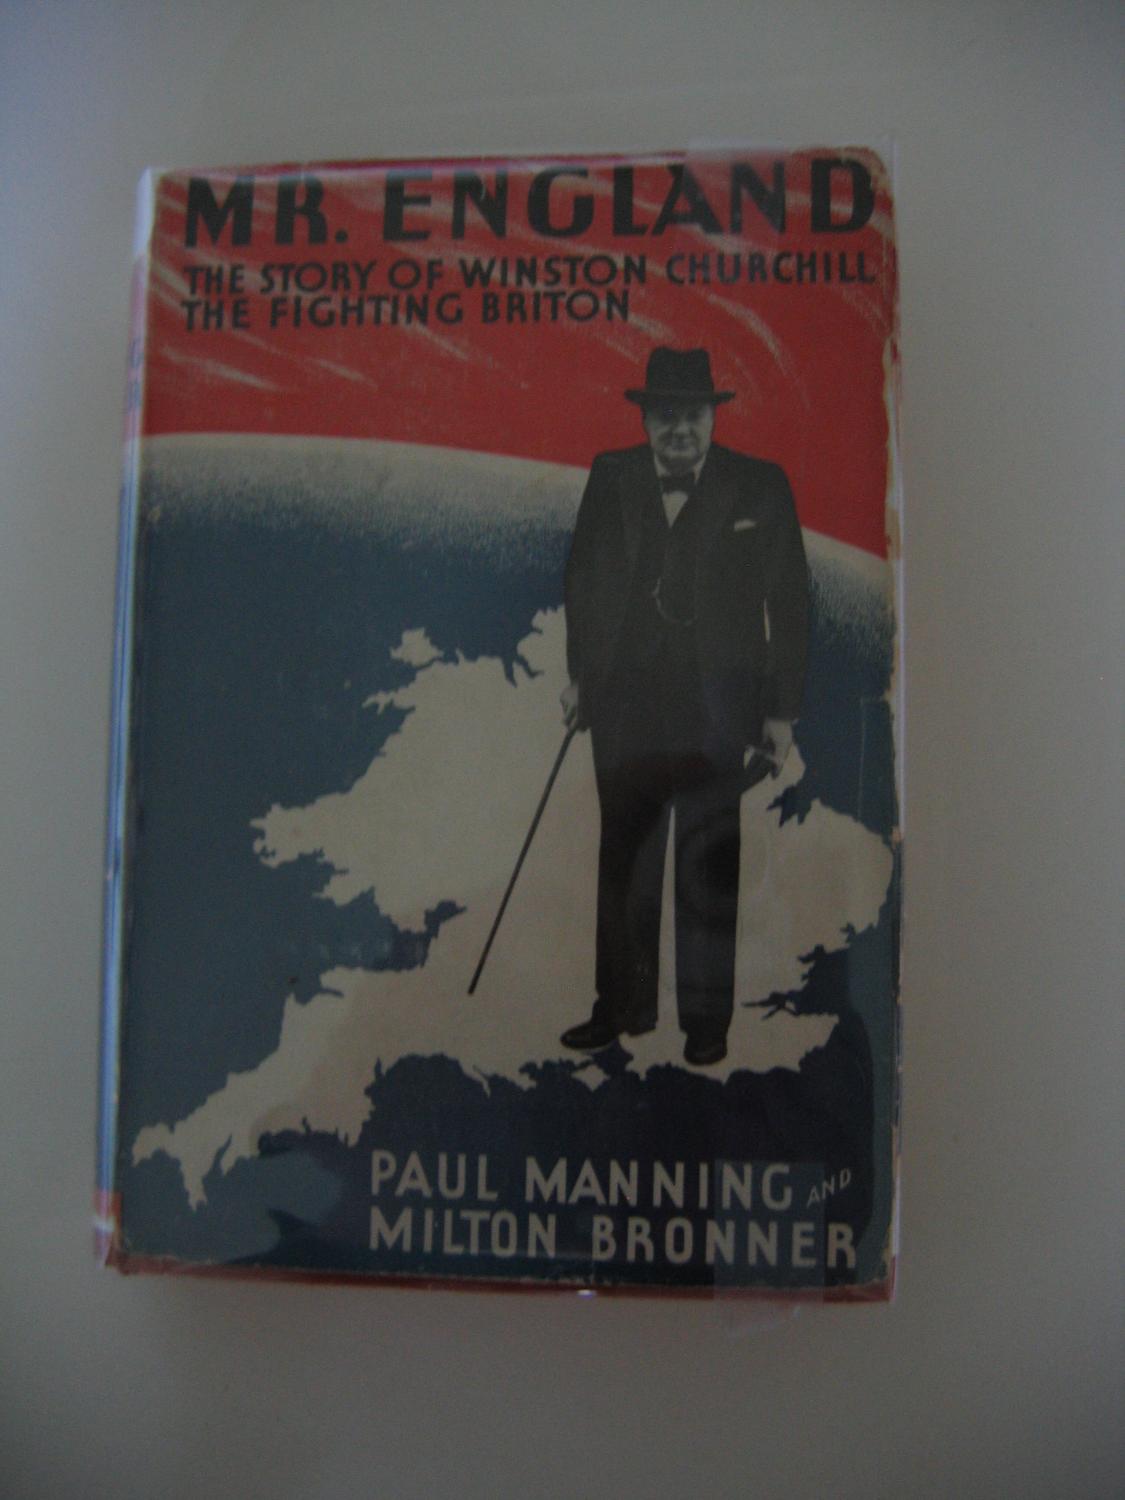 MR. ENGLAND
THE STORY OF WINSTON CHURCHILL
THE FIGHTING BRITON
PAUL MANNING AND
MILTON BRONNER